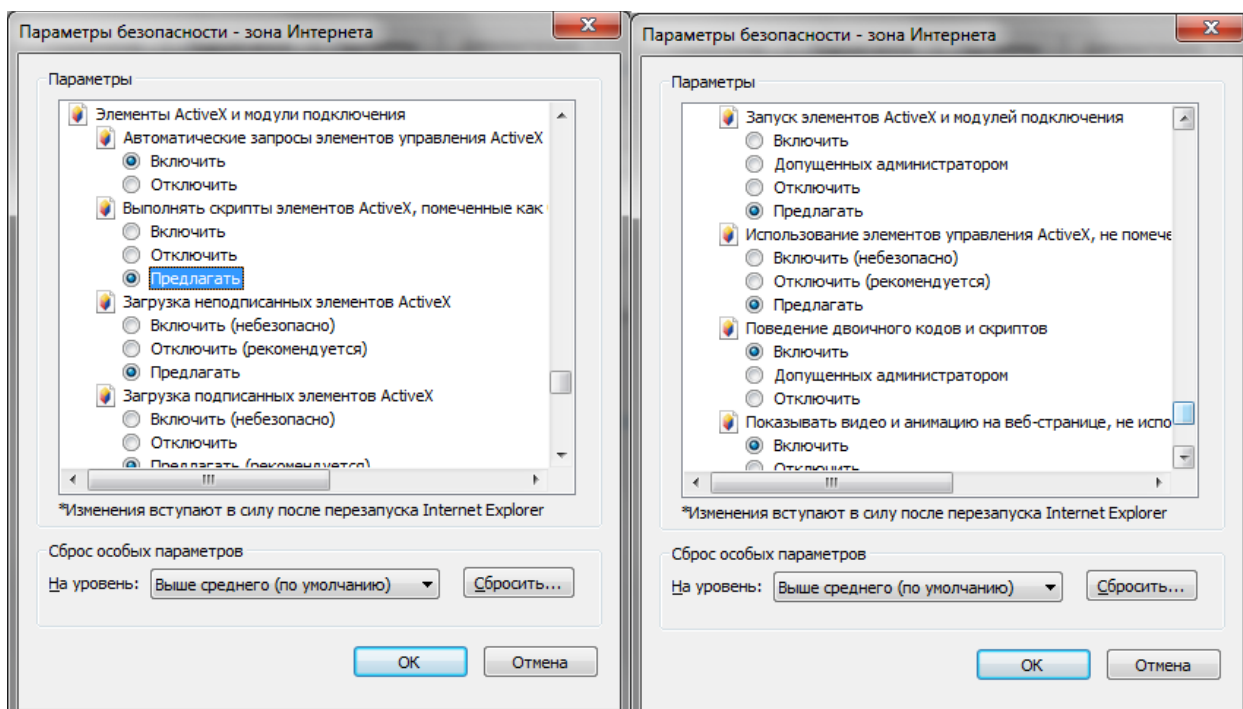 Параметры безопасности - зона Интернета
Параметры
Элементы ActiveX и модули подключения
Автоматические запросы элементов управления ActiveX
Включить
Отключить
Выполнять скрипты элементов ActiveX, помеченные как
Включить
Отключить
Предлагать
Загрузка неподписанных элементов ActiveX
Включить (небезопасно)
Отключить (рекомендуется)
Предлагать
Загрузка подписанных элементов ActiveX
Включить (небезопасно)
Отключить
Предлагать (рекомендуется)
*Изменения вступают в силу после перезапуска Internet Explorer
Сброс особых параметров
На уровень: Выше среднего (по умолчанию) Сбросить...
ОК Отмена
Параметры безопасности - зона Интернета
Параметры
Запуск элементов ActiveX и модулей подключения
Включить
Допущенных администратором
Отключить
Предлагать
Использование элементов управления ActiveX, не помече
Включить (небезопасно)
Отключить (рекомендуется)
Предлагать
Поведение двоичного кодов и скриптов
Включить
Допущенных администратором
Отключить
Показывать видео и анимацию на веб-странице, не испо
Включить
Отключить
*Изменения вступают в силу после перезапуска Internet Explorer
Сброс особых параметров
На уровень: Выше среднего (по умолчанию) Сбросить...
ОК Отмена